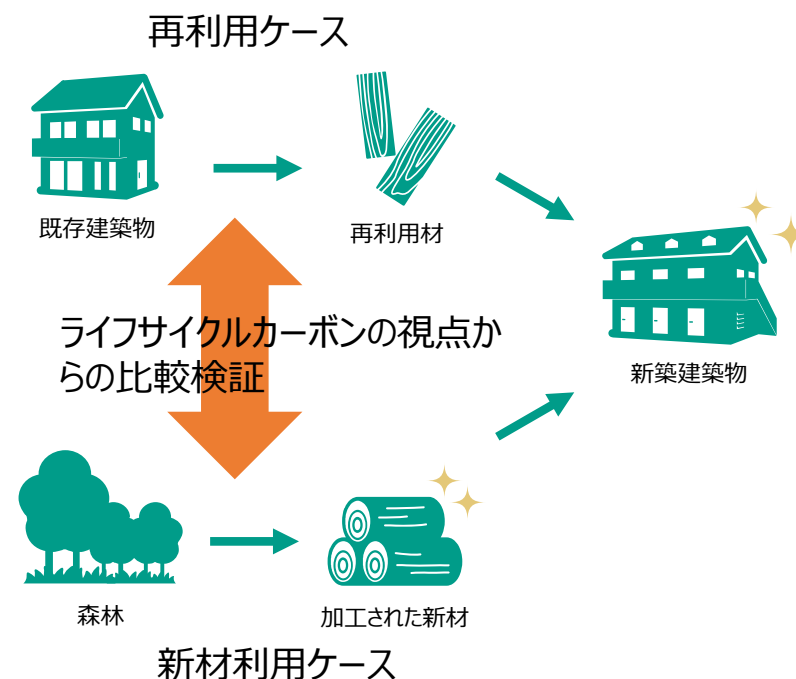 再利用ケース
既存建築物
再利用材
ライフサイクルカーボンの視点か
らの比較検証
新築建築物
森林
加工された新材
新材利用ケース